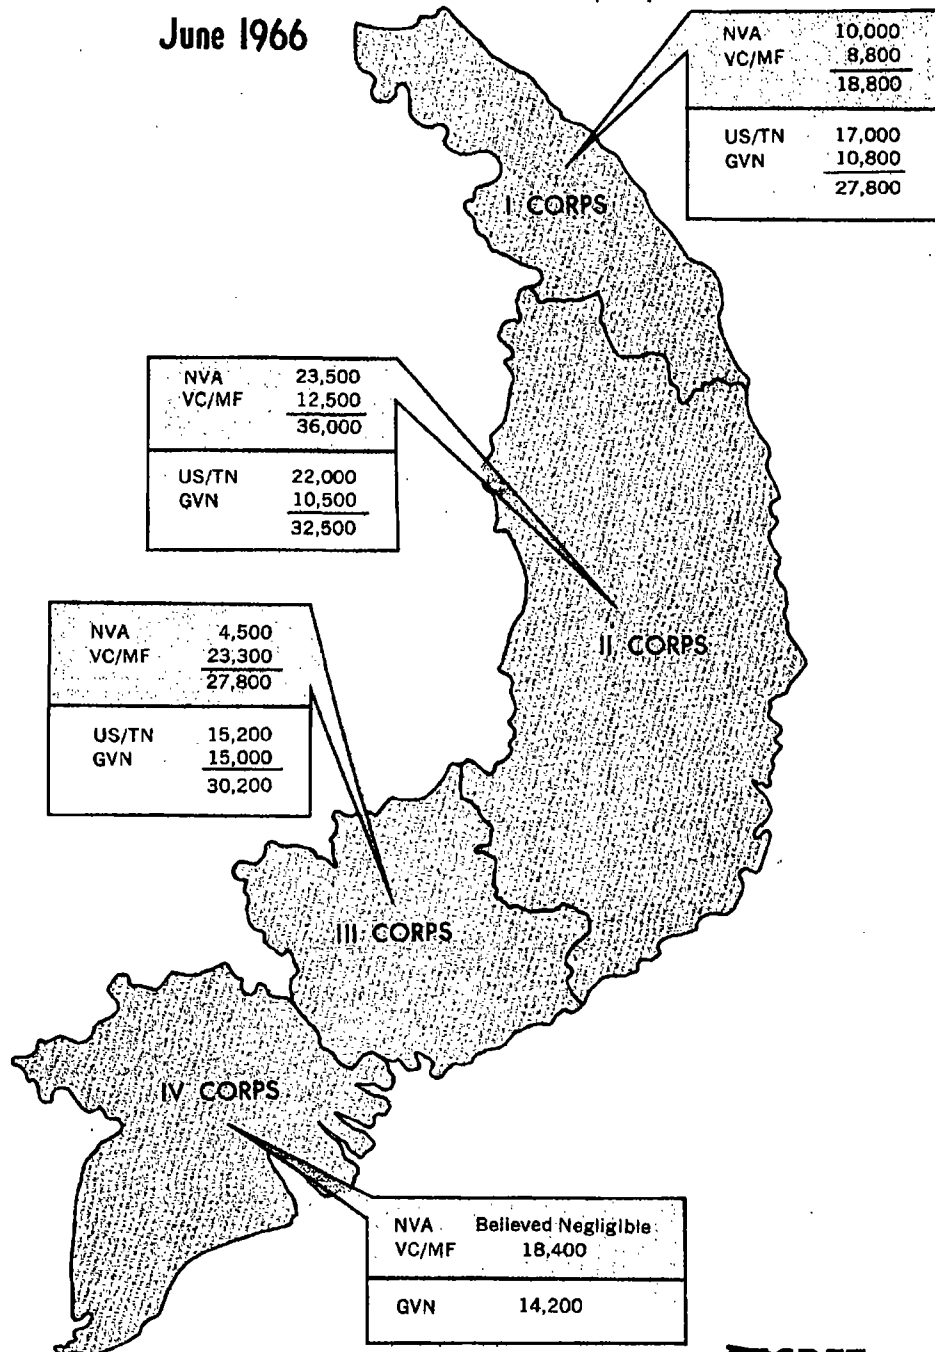 June 1966
NVA 10,000
VC/MF 8,800
18,800
US/TN 17,000
GVN 10,800
27,800
I CORPS
NVA 23,500
VC/MF 12,500
36,000
US/TN 22,000
GVN 10,500
32,500
II CORPS
NVA 4,500
VC/MF 23,300
27,800
US/TN 15,200
GVN 15,000
30,200
III CORPS
IV CORPS
NVA Believed Negligible
VC/MF 18,400
GVN 14,200